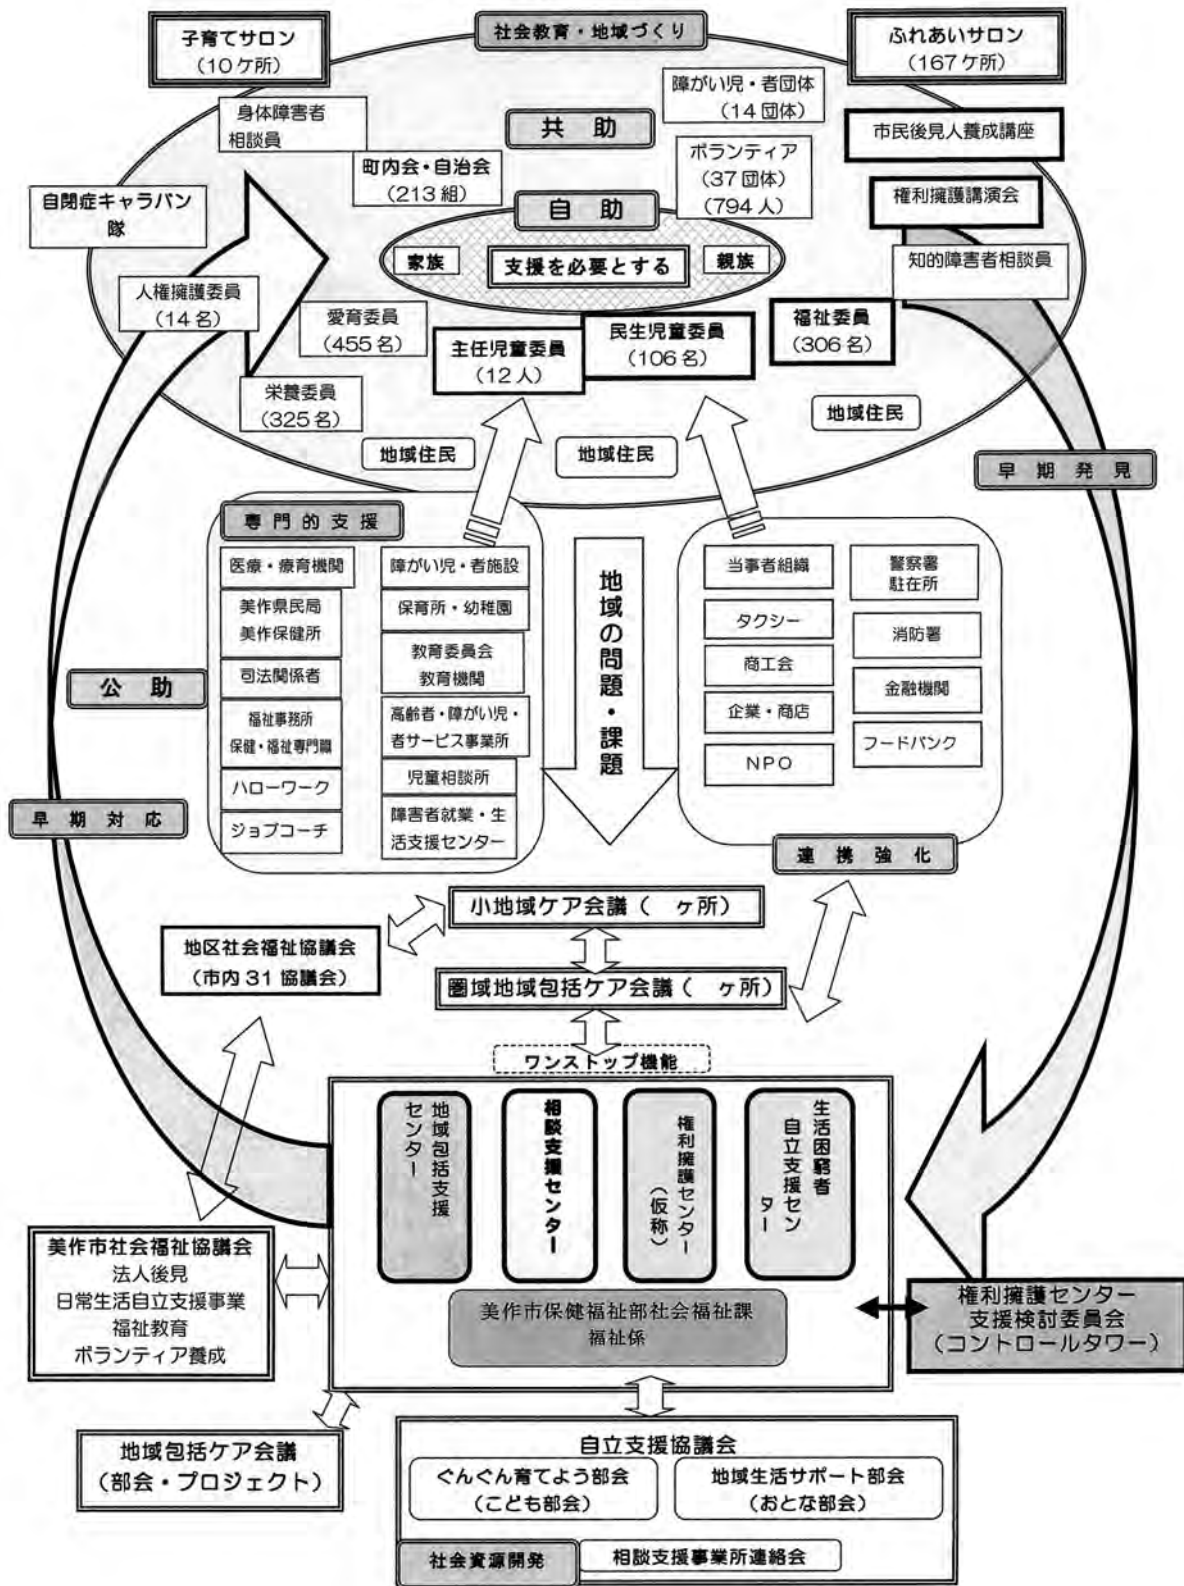 社会教育・地域づくり
子育てサロン
(10ケ所)
ふれあいサロン
(167ケ所)
身体障害者
相談員
共　助
障がい児・者団体
(14団体)
市民後見人養成講座
町内会・自治会
(213組)
ボランティア
(37団体)
(794人)
自閉症キャラバン
隊
自　助
権利擁護講演会
家族
支援を必要とする
親族
知的障害者相談員
人権擁護委員
(14名)
愛育委員
(455名)
主任児童委員
(12人)
民生児童委員
(106名)
福祉委員
(306名)
栄養委員
(325名)
地域住民
地域住民
地域住民
早期発見
専門的支援
医療・療育機関
障がい児・者施設
美作県民局
美作保健所
保育所・幼稚園
司法関係者
教育委員会
教育機関
公　助
福祉事務所
保健・福祉専門職
高齢者・障がい児・
者サービス事業所
ハローワーク
児童相談所
早期対応
ジョブコーチ
障害者就業・生
活支援センター
地域の問題・課題
当事者組織
警察署
駐在所
タクシー
消防署
商工会
金融機関
企業・商店
フードバンク
NPO
連携強化
小地域ケア会議（　ヶ所）
地区社会福祉協議会
(市内31協議会)
圏域地域包括ケア会議（　ヶ所）
ワンストップ機能
地域包括支援
センター
相談支援センター
権利擁護センター
（仮称）
生活困窮者
自立支援セン
ター
美作市保健福祉部社会福祉課
福祉係
美作市社会福祉協議会
法人後見
日常生活自立支援事業
福祉教育
ボランティア養成
権利擁護センター
支援検討委員会
(コントロールタワー)
地域包括ケア会議
(部会・プロジェクト)
自立支援協議会
ぐんぐん育てよう部会
(こども部会)
地域生活サポート部会
(おとな部会)
社会資源開発
相談支援事業所連絡会